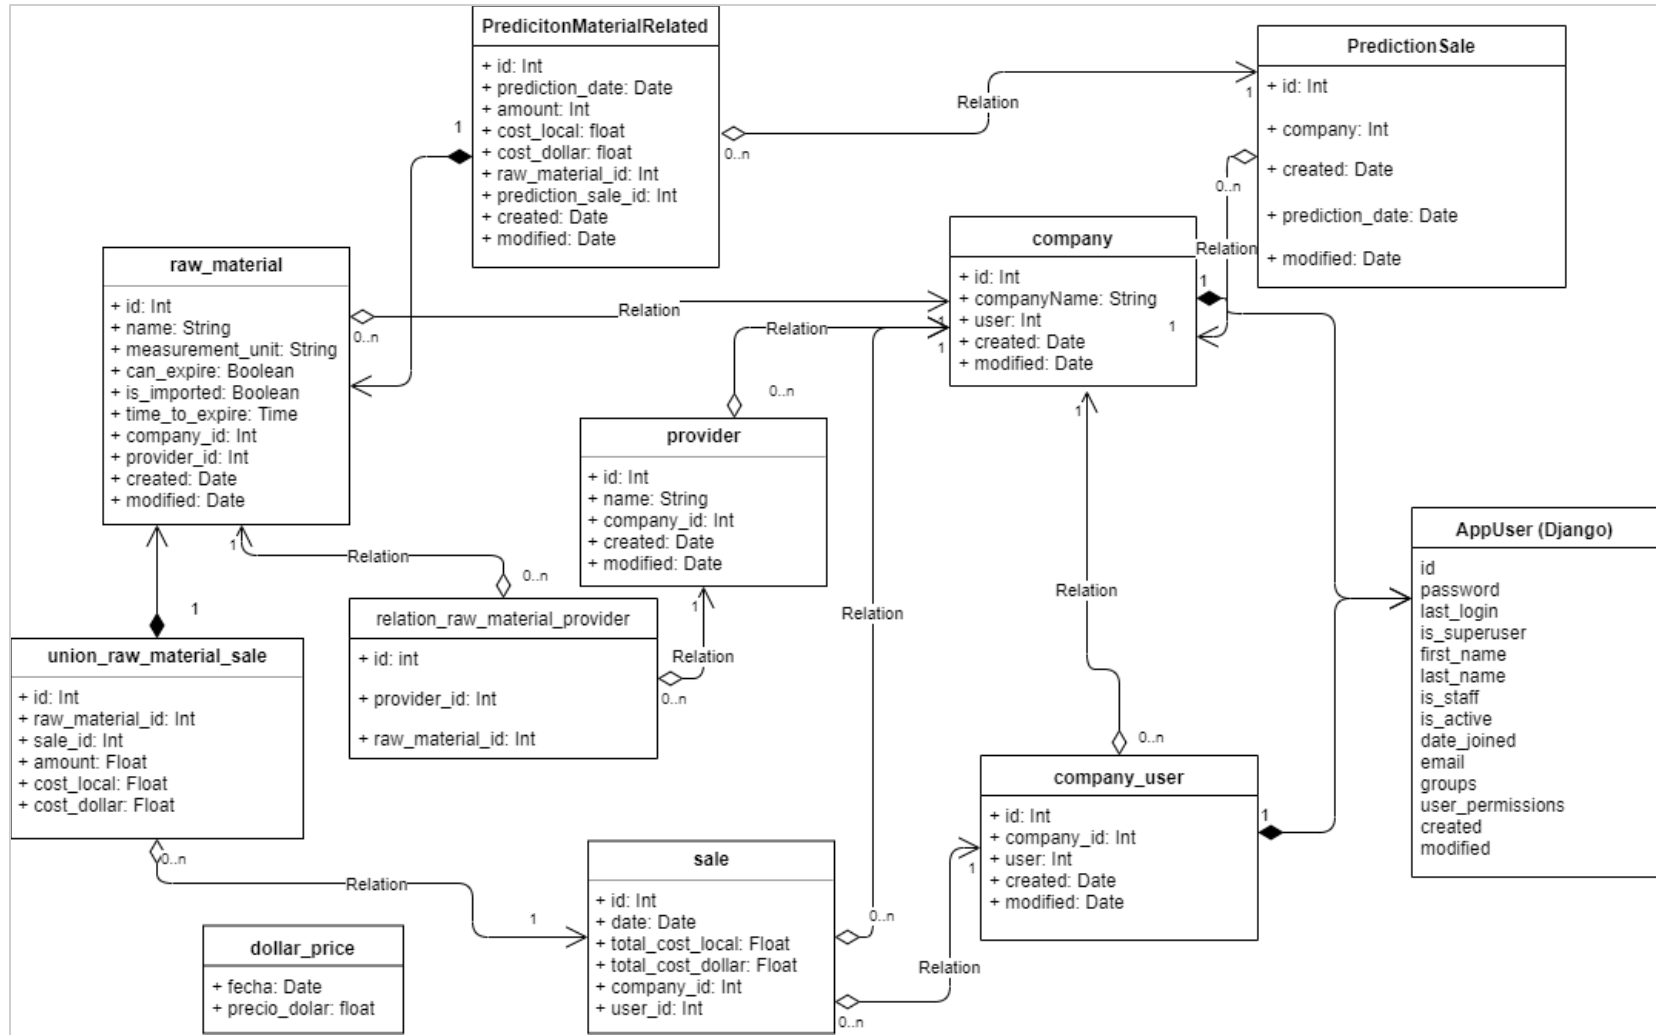 PredicitonMaterialRelated
+ id: Int
+ prediction_date: Date
+ amount: Int
+ cost_local: float
+ cost_dollar: float
+ raw_material_id: Int
+ prediction_sale_id: Int
+ created: Date
+ modified: Date
1
0..n
Relation
1
PredictionSale
+ id: Int
+ company: Int
+ created: Date
+ prediction_date: Date
+ modified: Date
0..n
Relation
1
raw_material
+ id: Int
+ name: String
+ measurement_unit: String
+ can_expire: Boolean
+ is_imported: Boolean
+ time_to_expire: Time
+ company_id: Int
+ provider_id: Int
+ created: Date
+ modified: Date
0..n
Relation
1
company
+ id: Int
+ companyName: String
+ user: Int
+ created: Date
+ modified: Date
1
Relation
1
0..n
provider
+ id: Int
+ name: String
+ company_id: Int
+ created: Date
+ modified: Date
1
Relation
0..n
relation_raw_material_provider
+ id: int
+ provider_id: Int
+ raw_material_id: Int
1
Relation
0..n
Relation
1
Relation
0..n
AppUser (Django)
id
password
last_login
is_superuser
first_name
last_name
is_staff
is_active
date_joined
email
groups
user_permissions
created
modified
1
union_raw_material_sale
+ id: Int
+ raw_material_id: Int
+ sale_id: Int
+ amount: Float
+ cost_local: Float
+ cost_dollar: Float
0..n
Relation
1
company_user
+ id: Int
+ company_id: Int
+ user: Int
+ created: Date
+ modified: Date
1
1
sale
+ id: Int
+ date: Date
+ total_cost_local: Float
+ total_cost_dollar: Float
+ company_id: Int
+ user_id: Int
0..n
Relation
0..n
dollar_price
+ fecha: Date
+ precio_dolar: float